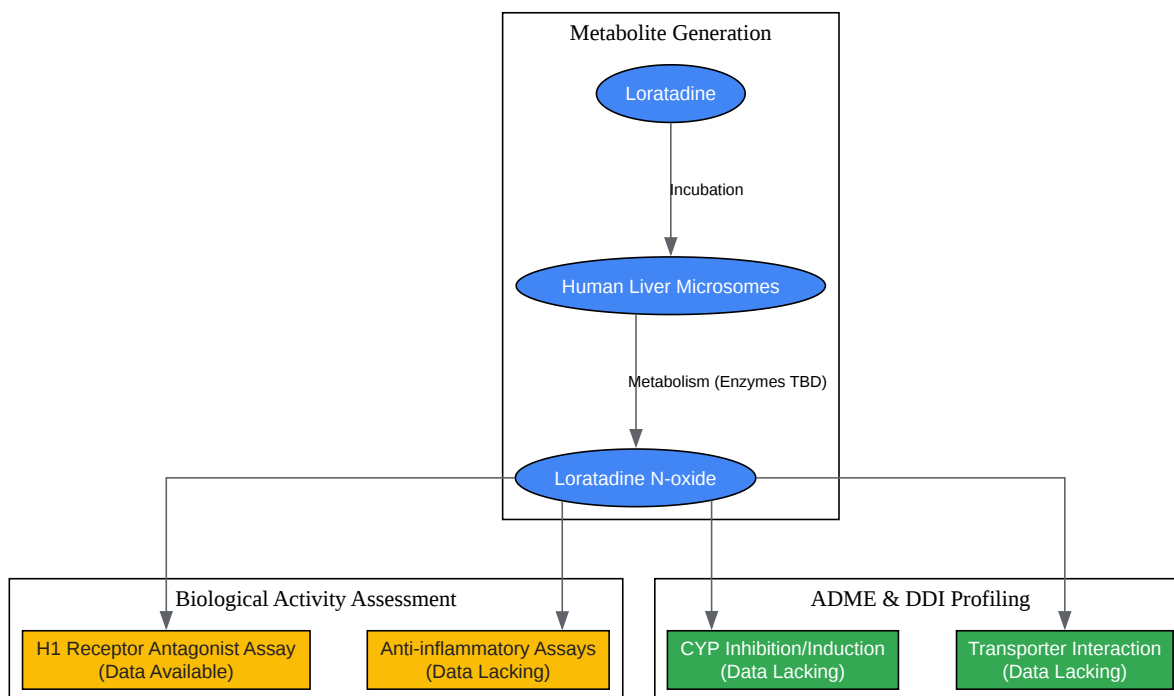 Metabolite Generation
Loratadine
Incubation
Human Liver Microsomes
Metabolism (Enzymes TBD)
Loratadine N-oxide
Biological Activity Assessment
H1 Receptor Antagonist Assay
(Data Available)
Anti-inflammatory Assays
(Data Lacking)
ADME & DDI Profiling
CYP Inhibition/Induction
(Data Lacking)
Transporter Interaction
(Data Lacking)